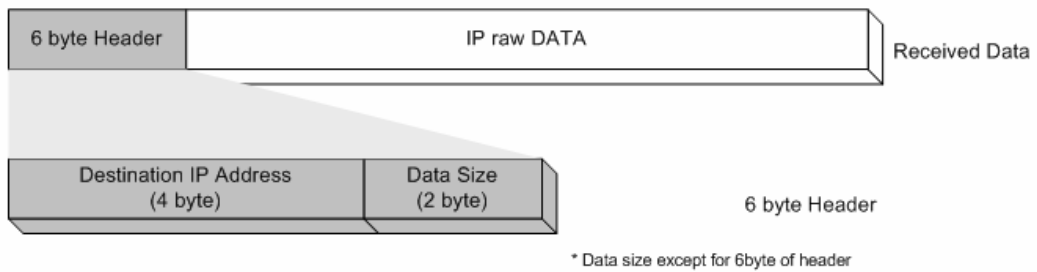 6 byte Header
IP raw DATA
Received Data
Destination IP Address
(4 byte)
Data Size
(2 byte)
6 byte Header
* Data size except for 6byte of header